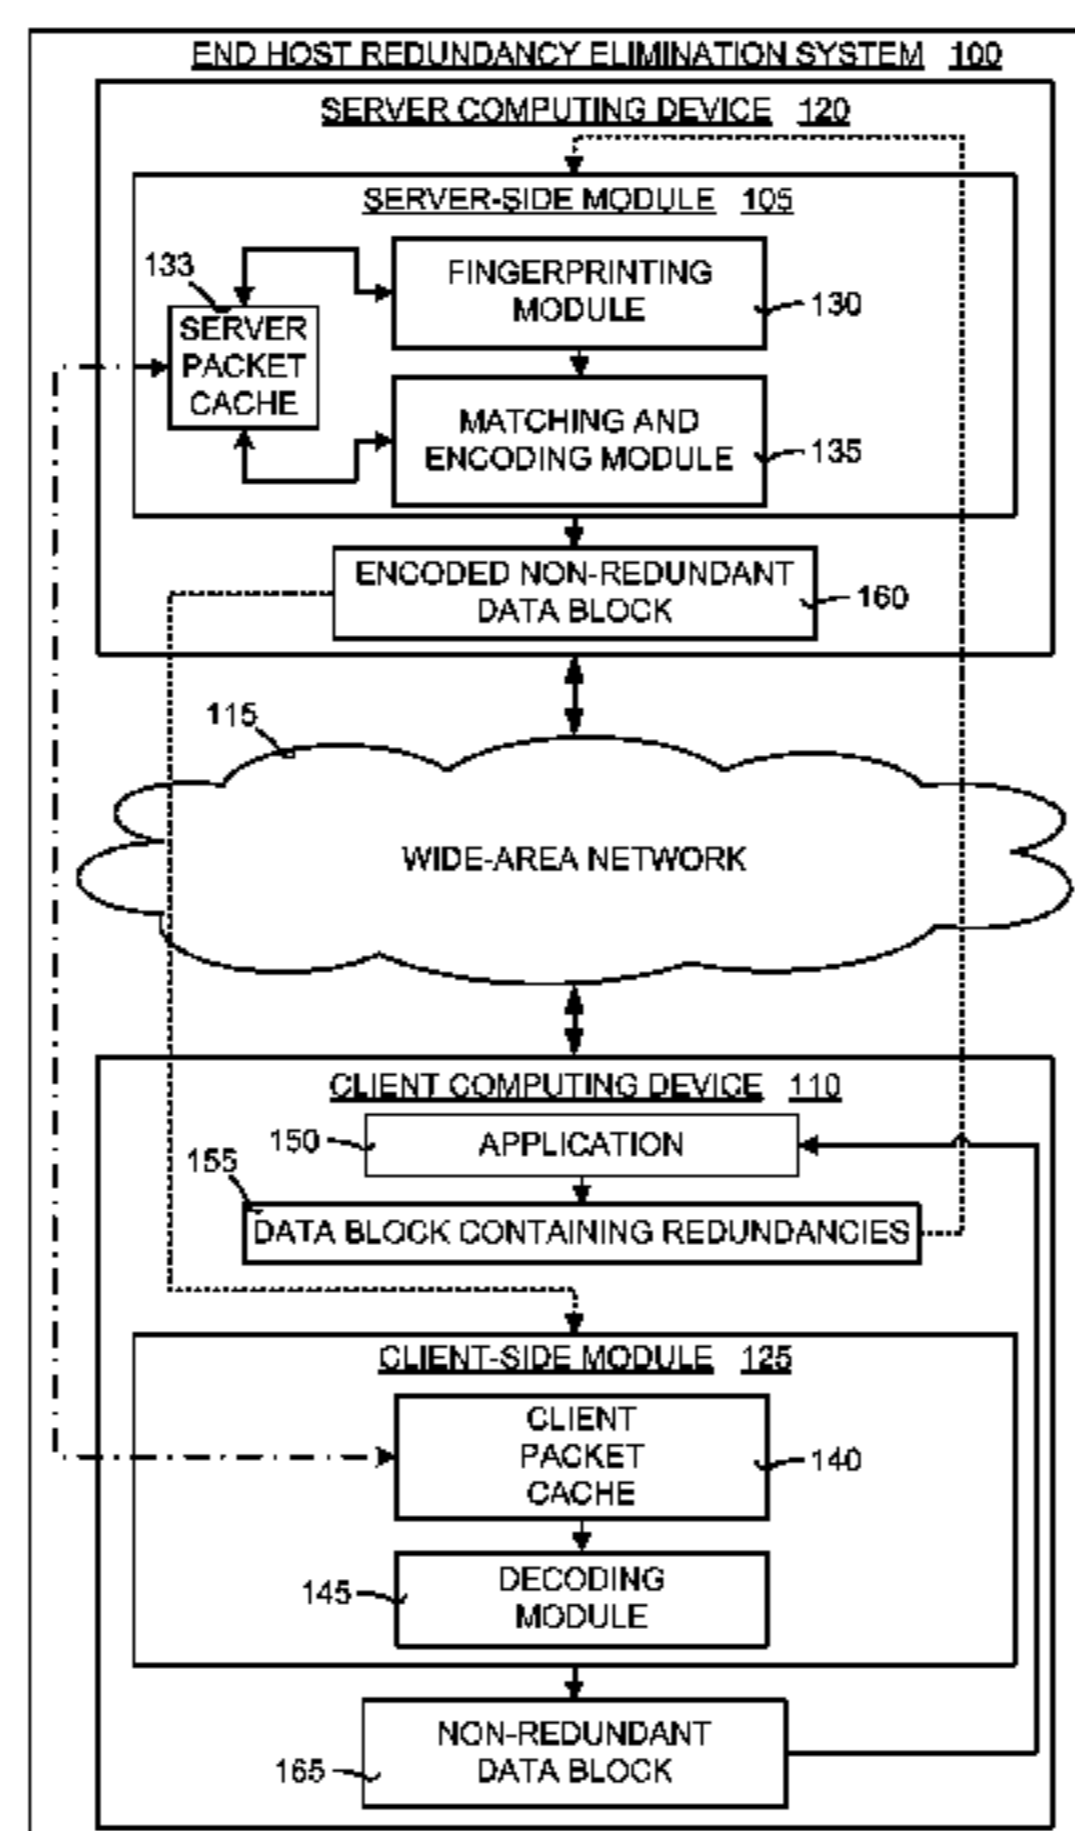 END HOST REDUNDANCY ELIMINATION SYSTEM 100
SERVER COMPUTING DEVICE 120
SERVER-SIDE MODULE 105
133
FINGERPRINTING
MODULE
130
SERVER
PACKET
CACHE
MATCHING AND
ENCODING MODULE
135
ENCODED NON-REDUNDANT
DATA BLOCK
160
115
WIDE-AREA NETWORK
CLIENT COMPUTING DEVICE 110
150
APPLICATION
155
DATA BLOCK CONTAINING REDUNDANCIES
CLIENT-SIDE MODULE 125
CLIENT
PACKET
CACHE
140
145
DECODING
MODULE
NON-REDUNDANT
DATA BLOCK
165